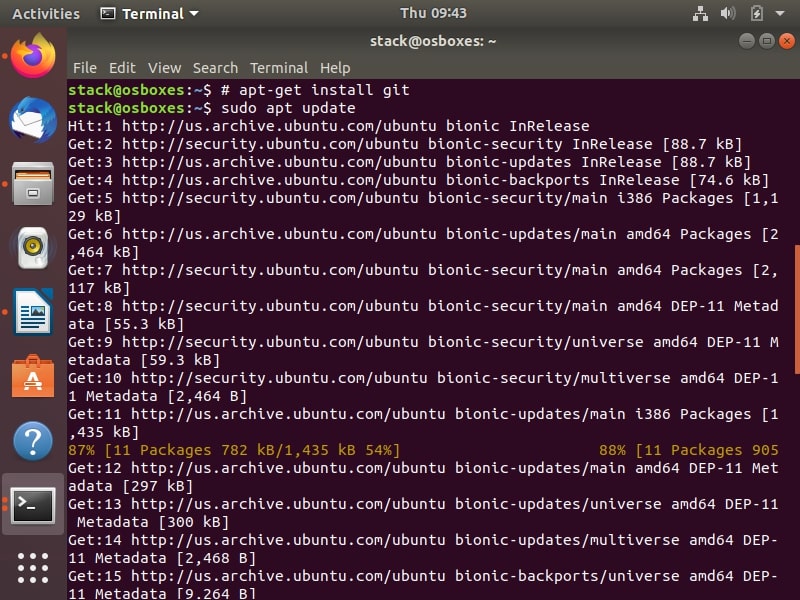 Activities Terminal Thu 09:43
stack@osboxes: ~
File Edit View Search Terminal Help
stack@osboxes:~$ # apt-get install git
stack@osboxes:~$ sudo apt update
Hit:1 http://us.archive.ubuntu.com/ubuntu bionic InRelease
Get:2 http://security.ubuntu.com/ubuntu bionic-security InRelease [88.7 kB]
Get:3 http://us.archive.ubuntu.com/ubuntu bionic-updates InRelease [88.7 kB]
Get:4 http://us.archive.ubuntu.com/ubuntu bionic-backports InRelease [74.6 kB]
Get:5 http://security.ubuntu.com/ubuntu bionic-security/main i386 Packages [1,1
29 kB]
Get:6 http://us.archive.ubuntu.com/ubuntu bionic-updates/main amd64 Packages [2
,464 kB]
Get:7 http://security.ubuntu.com/ubuntu bionic-security/main amd64 Packages [2,
117 kB]
Get:8 http://security.ubuntu.com/ubuntu bionic-security/main amd64 DEP-11 Metad
ata [55.3 kB]
Get:9 http://security.ubuntu.com/ubuntu bionic-security/universe amd64 DEP-11 M
etadata [59.3 kB]
Get:10 http://security.ubuntu.com/ubuntu bionic-security/multiverse amd64 DEP-1
1 Metadata [2,464 B]
Get:11 http://us.archive.ubuntu.com/ubuntu bionic-updates/main i386 Packages [1
,435 kB]
87% [11 Packages 782 kB/1,435 kB 54%] 88% [11 Packages 905
Get:12 http://us.archive.ubuntu.com/ubuntu bionic-updates/main amd64 DEP-11 Met
adata [297 kB]
Get:13 http://us.archive.ubuntu.com/ubuntu bionic-updates/universe amd64 DEP-11
 Metadata [300 kB]
Get:14 http://us.archive.ubuntu.com/ubuntu bionic-updates/multiverse amd64 DEP-
11 Metadata [2,468 B]
Get:15 http://us.archive.ubuntu.com/ubuntu bionic-backports/universe amd64 DEP-
11 Metadata [9,264 B]